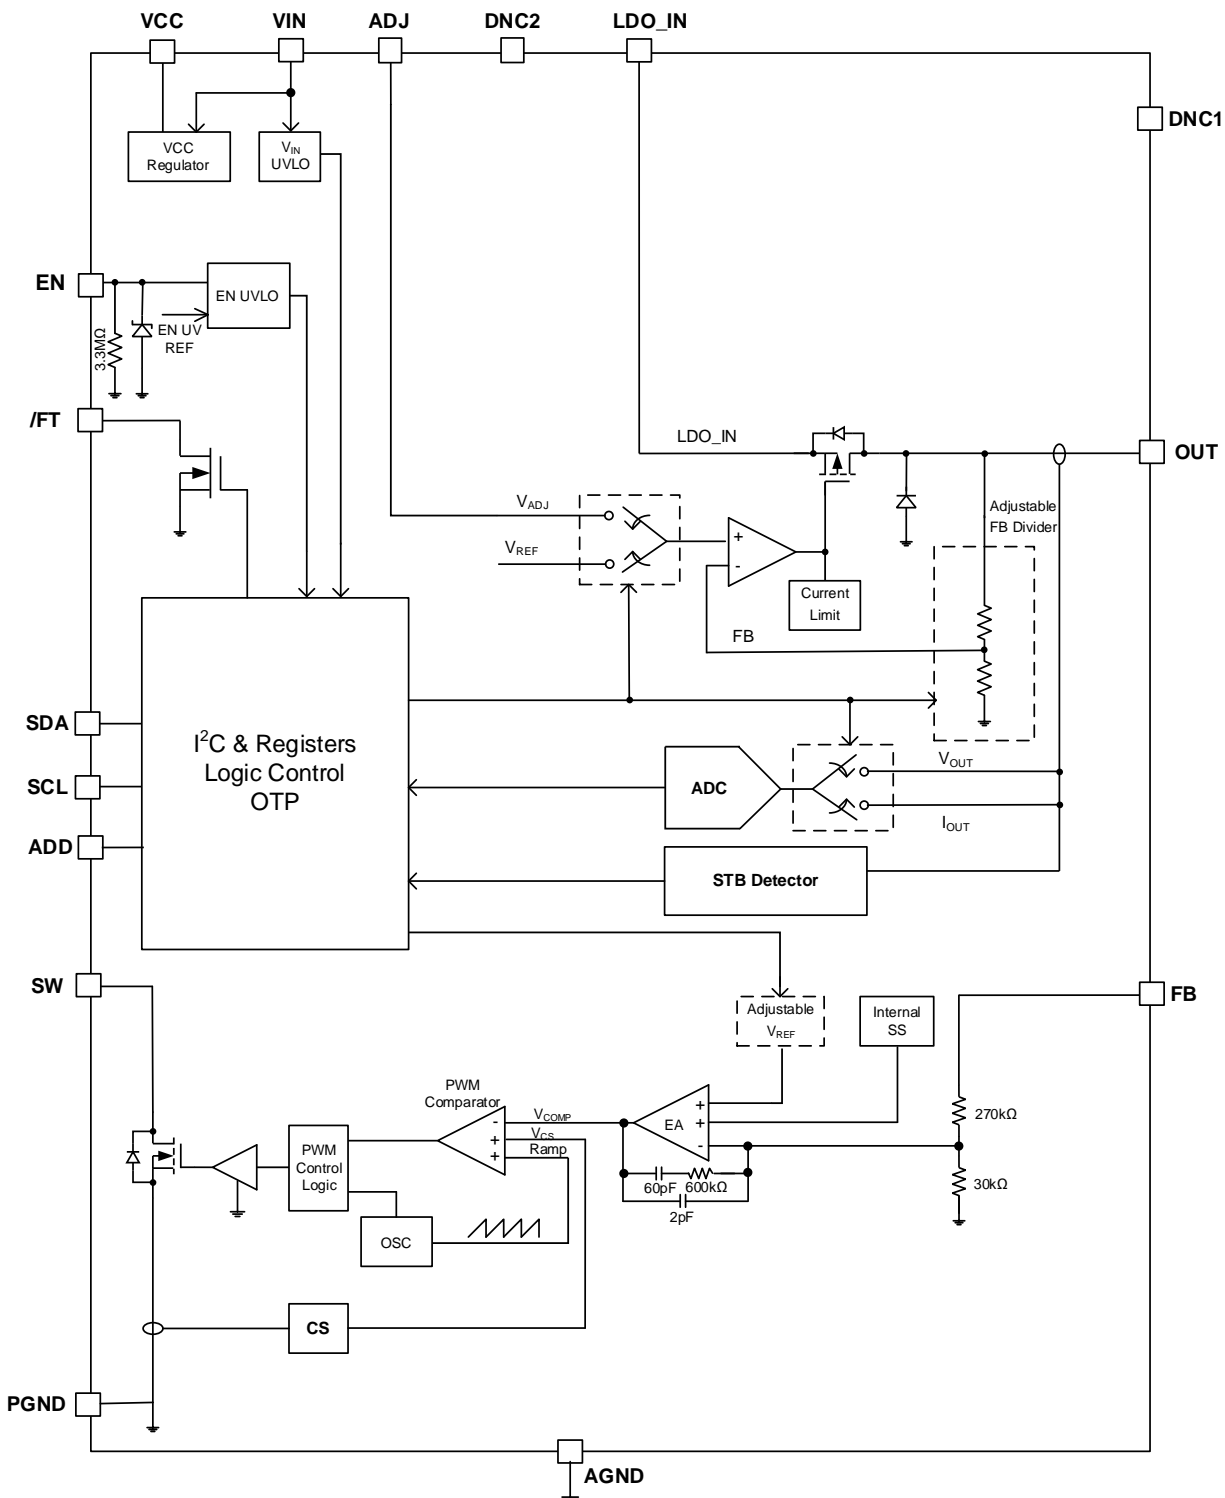 VCC
VIN
ADJ
DNC2
LDO_IN
DNC1
VCC
Regulator
VIN
UVLO
EN
EN UVLO
EN UV
REF
3.3MΩ
/FT
LDO_IN
OUT
VADJ
VREF
+
-
Adjustable
FB Divider
Current
Limit
FB
SDA
SCL
ADD
I2C & Registers
Logic Control
OTP
ADC
VOUT
IOUT
STB Detector
SW
FB
Adjustable
VREF
Internal
SS
PWM
Comparator
VCOMP
VCS
Ramp
-
+
+
EA
+
+
-
270kΩ
30kΩ
60pF
600kΩ
2pF
PWM
Control
Logic
OSC
CS
PGND
AGND